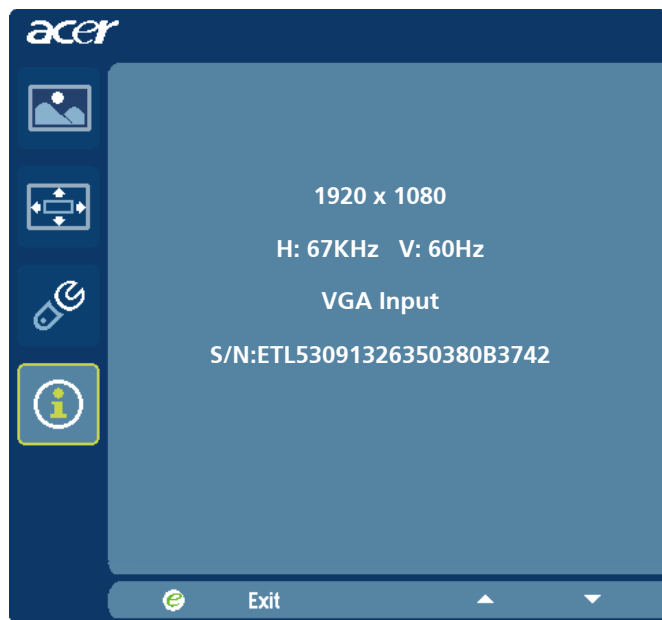 acer
1920 x 1080
H: 67KHz V: 60Hz
VGA Input
S/N:ETL53091326350380B3742
e Exit